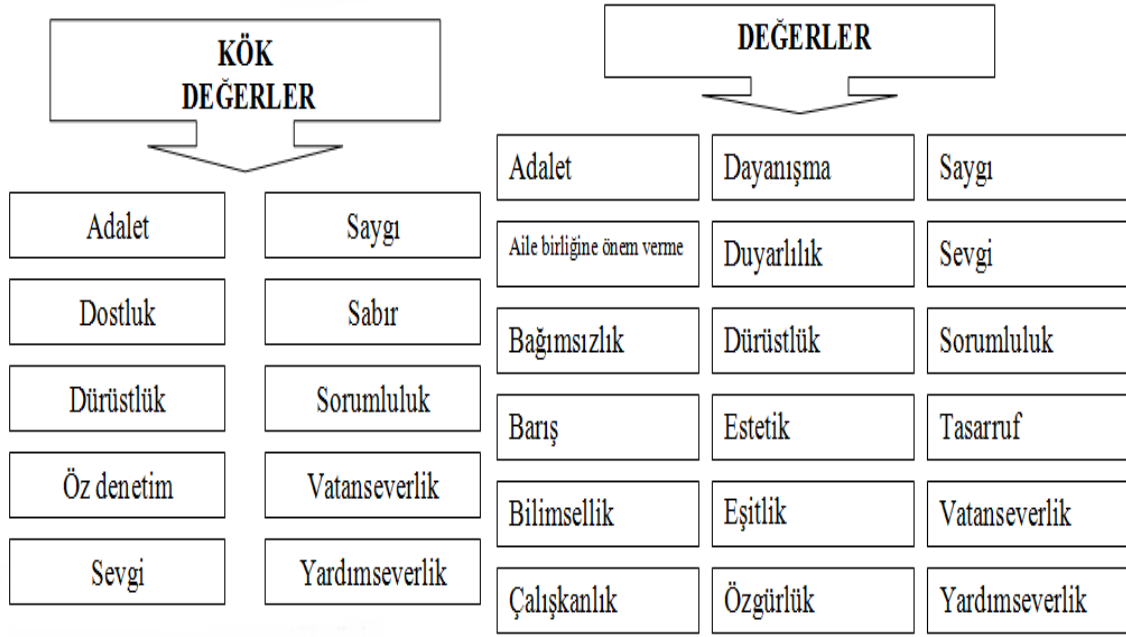 KÖK
DEĞERLER
Adalet
Saygı
Dostluk
Sabır
Dürüstlük
Sorumluluk
Öz denetim
Vatanseverlik
Sevgi
Yardımseverlik
DEĞERLER
Adalet
Dayanışma
Saygı
Aile birliğine önem verme
Duyarlılık
Sevgi
Bağımsızlık
Dürüstlük
Sorumluluk
Barış
Estetik
Tasarruf
Bilimsellik
Eşitlik
Vatanseverlik
Çalışkanlık
Özgürlük
Yardımseverlik